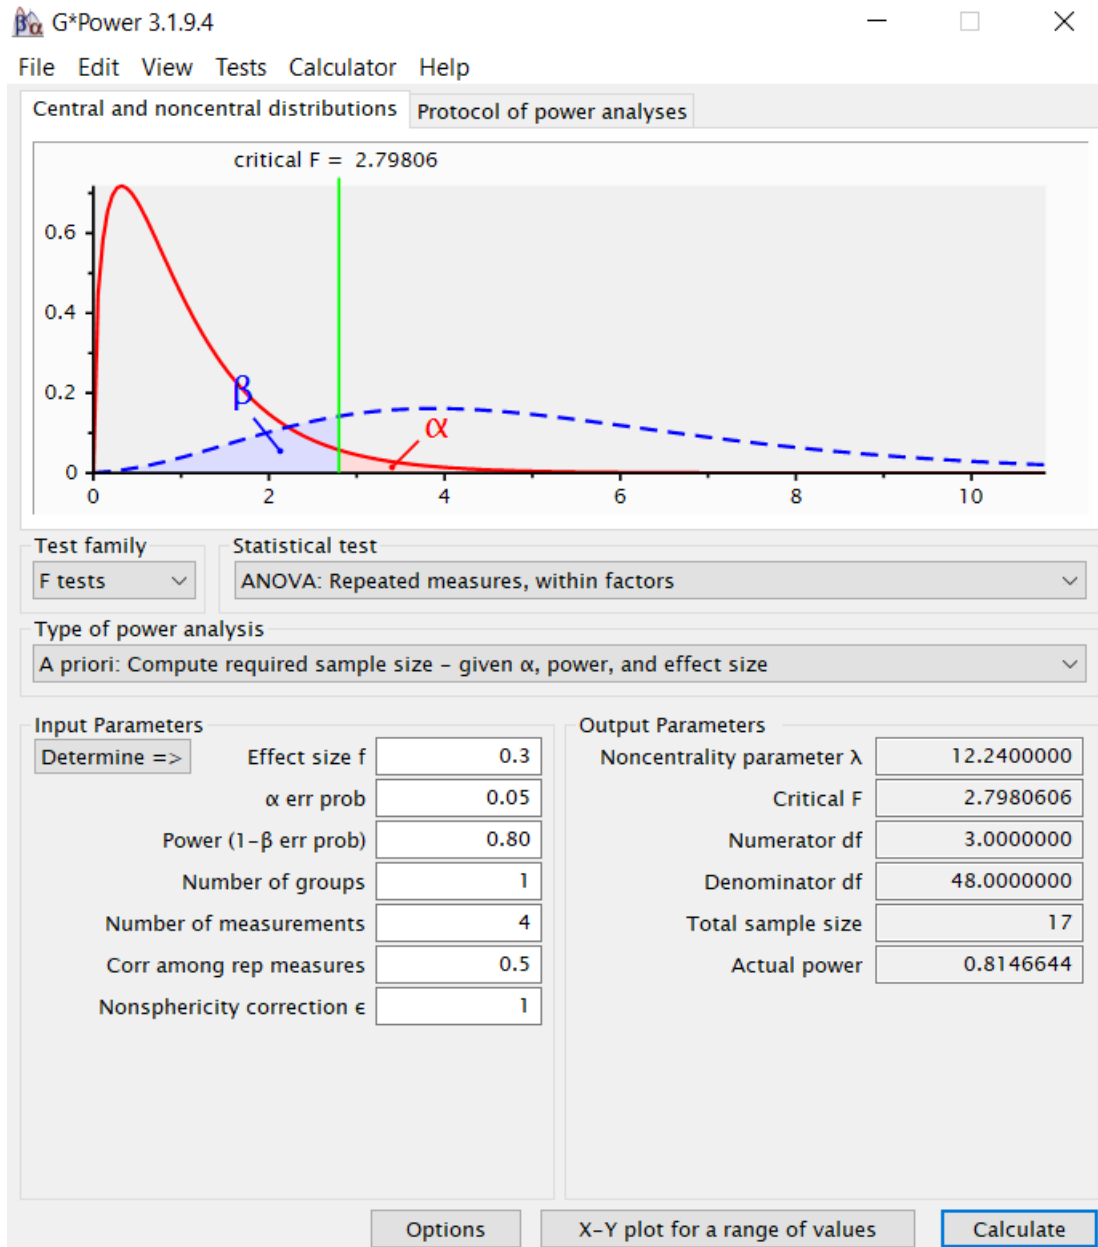 G*Power 3.1.9.4
File Edit View Tests Calculator Help
Central and noncentral distributions Protocol of power analyses
critical F = 2.79806
0.6
0.4
0.2
0
β
α
0 2 4 6 8 10
Test family Statistical test
F tests ANOVA: Repeated measures, within factors
Type of power analysis
A priori: Compute required sample size – given α, power, and effect size
Input Parameters
Determine => Effect size f 0.3
α err prob 0.05
Power (1–β err prob) 0.80
Number of groups 1
Number of measurements 4
Corr among rep measures 0.5
Nonsphericity correction ϵ 1
Output Parameters
Noncentrality parameter λ 12.2400000
Critical F 2.7980606
Numerator df 3.0000000
Denominator df 48.0000000
Total sample size 17
Actual power 0.8146644
Options X–Y plot for a range of values Calculate